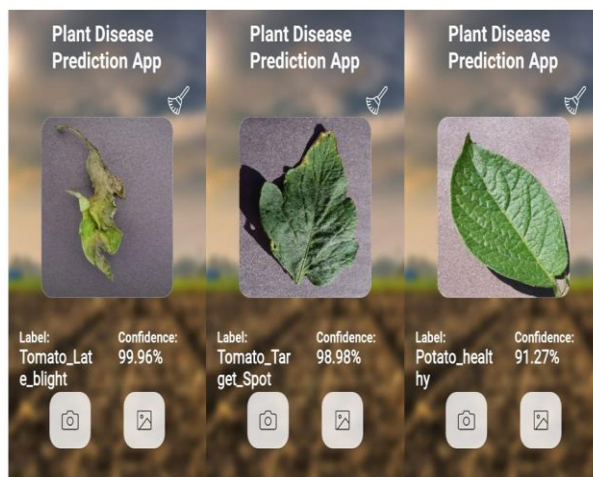 Plant Disease
Prediction App
Label:
Confidence:
Tomato_Lat
e_blight
99.96%
Plant Disease
Prediction App
Label:
Confidence:
Tomato_Tar
get_Spot
98.98%
Plant Disease
Prediction App
Label:
Confidence:
Potato_healt
hy
91.27%